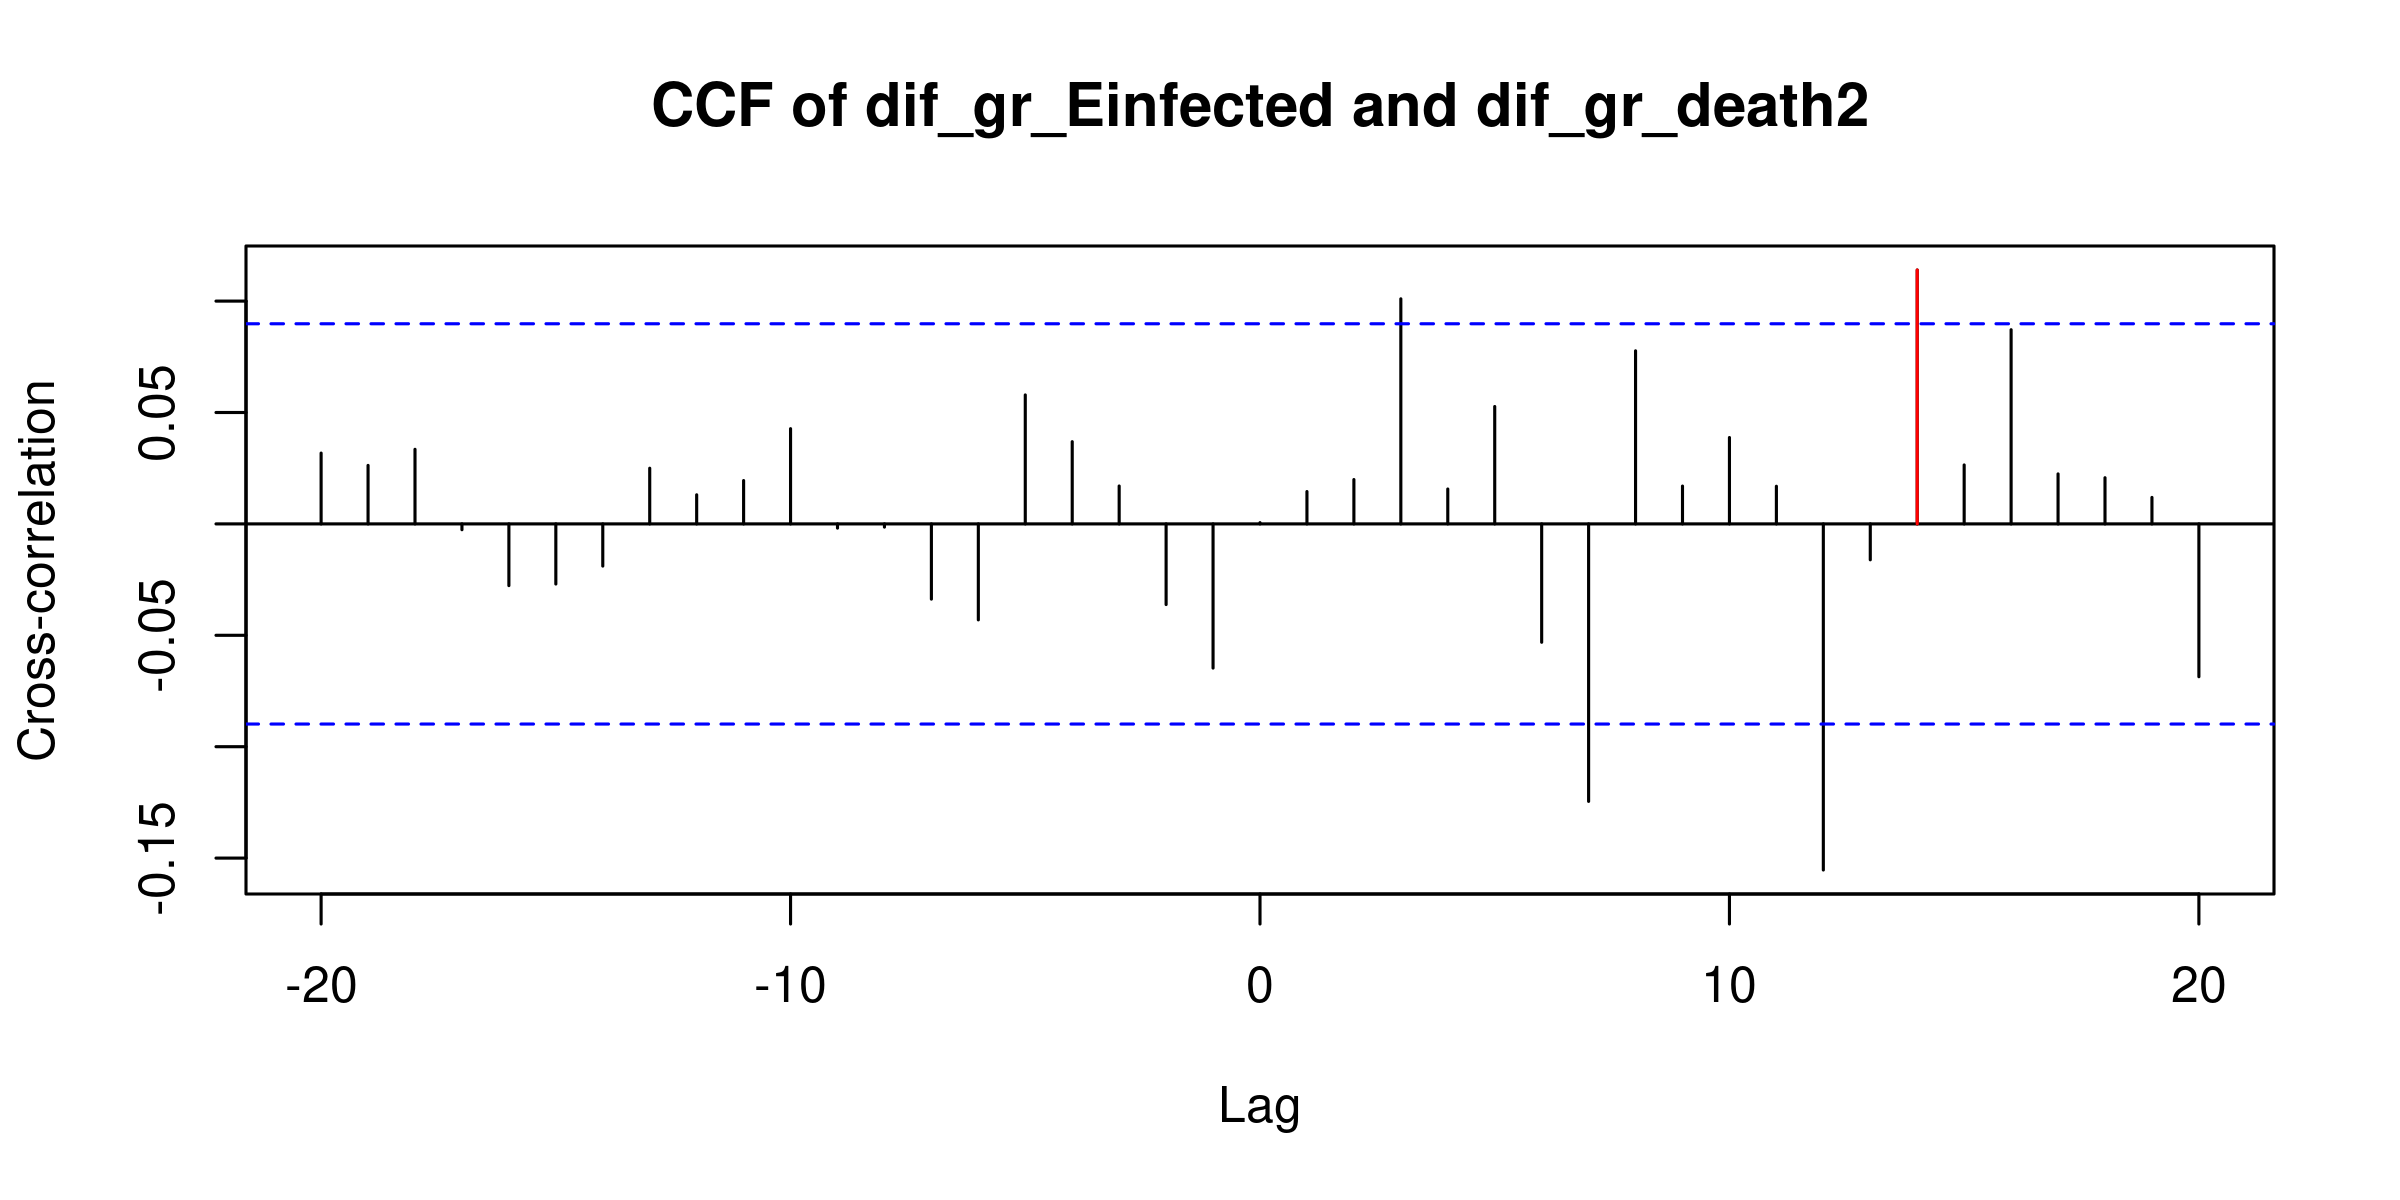 CCF of dif_gr_Einfected and dif_gr_death2
Cross-correlation
0.05
-0.05
-0.15
-20 -10 0 10 20
Lag